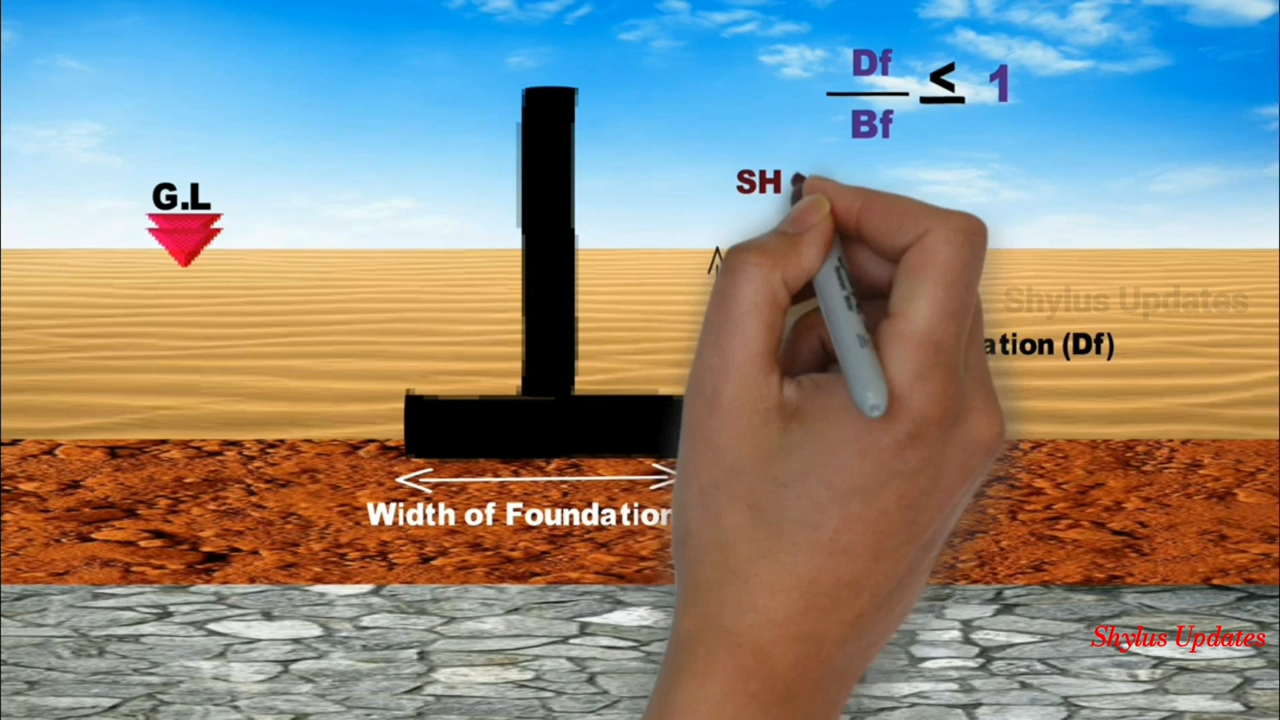 Df
≤ 1
Bf
SH
G.L
Shylus Updates
ation (Df)
Width of Foundation
Shylus Updates